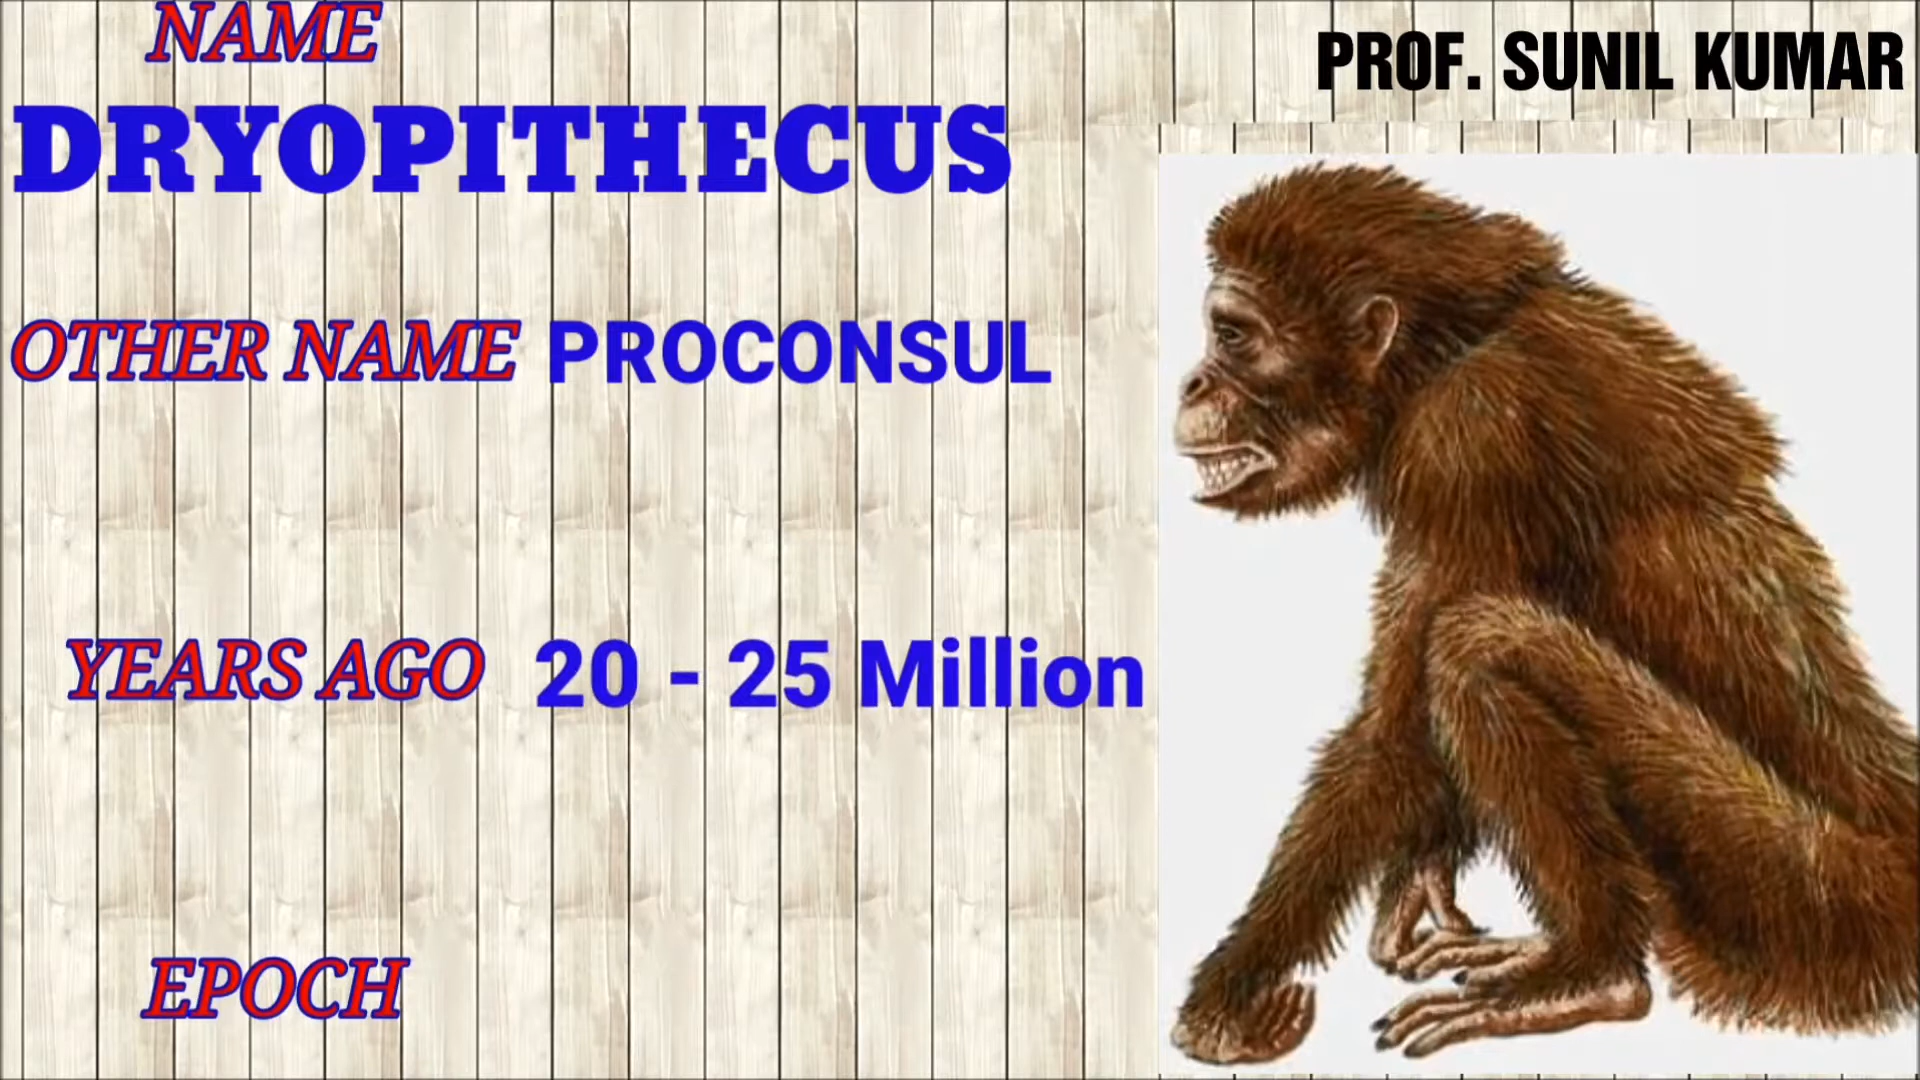 NAME
PROF. SUNIL KUMAR
DRYOPITHECUS
OTHER NAME PROCONSUL
YEARS AGO 20 - 25 Million
EPOCH